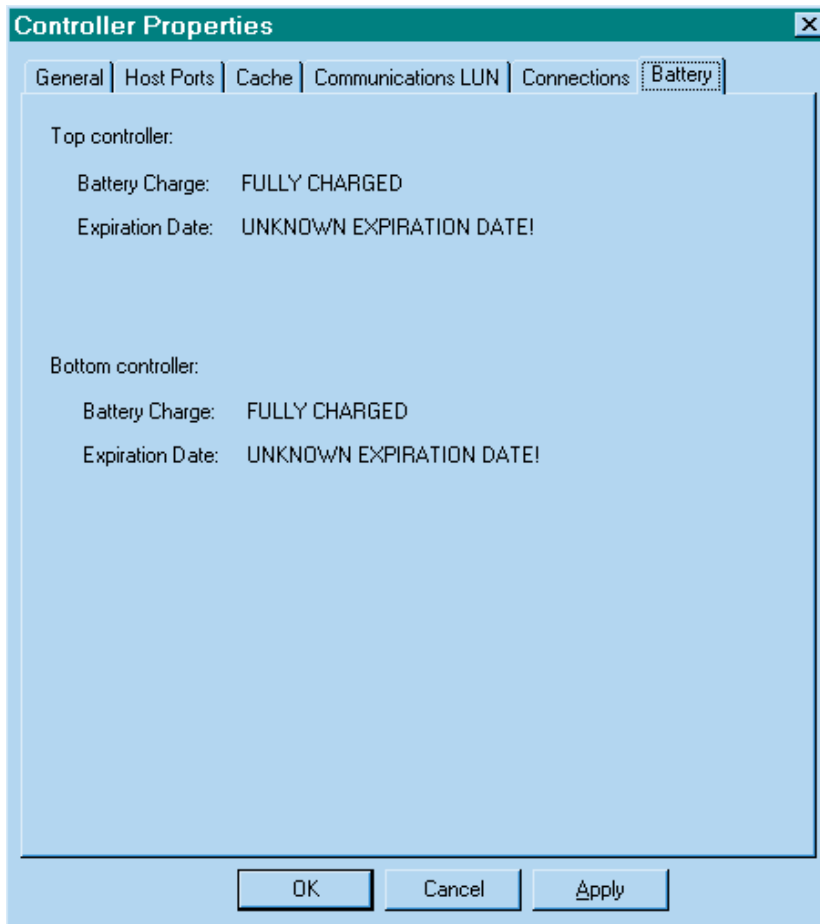 Controller Properties
General Host Ports Cache Communications LUN Connections Battery
Top controller:
Battery Charge: FULLY CHARGED
Expiration Date: UNKNOWN EXPIRATION DATE!
Bottom controller:
Battery Charge: FULLY CHARGED
Expiration Date: UNKNOWN EXPIRATION DATE!
OK Cancel Apply